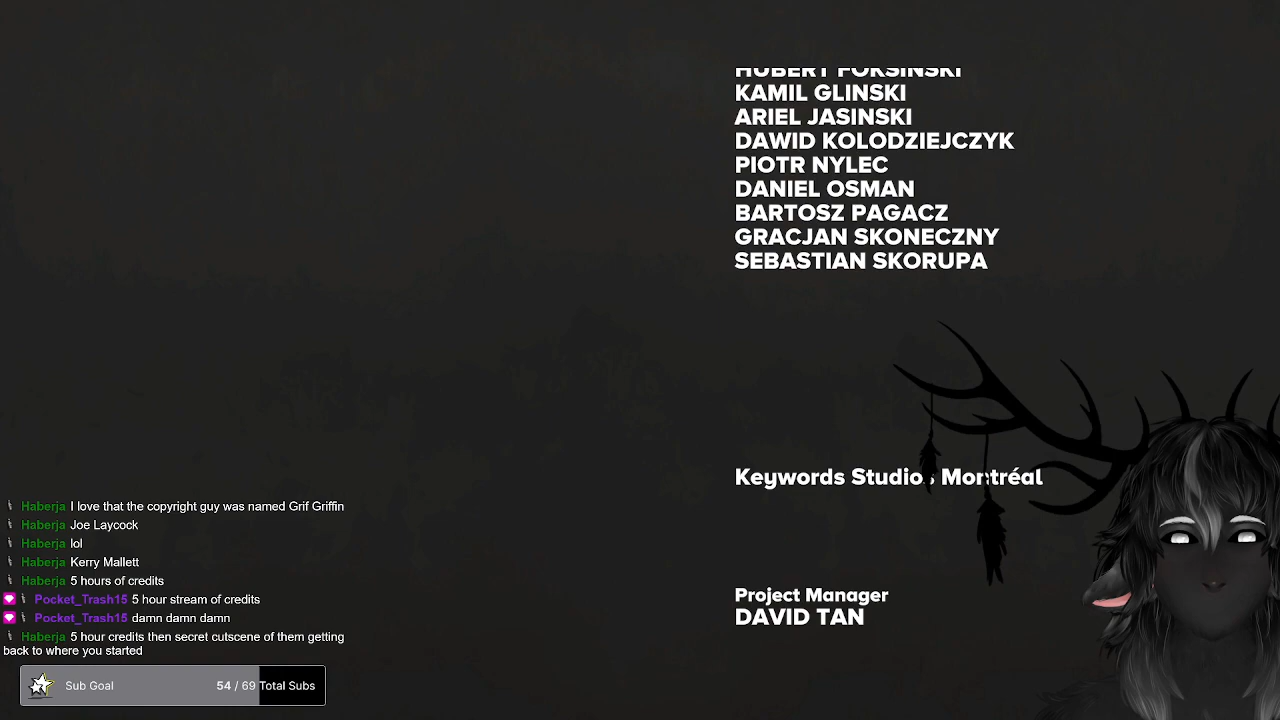 HUBERT FOKSINSKI
KAMIL GLINSKI
ARIEL JASINSKI
DAWID KOLODZIEJCZYK
PIOTR NYLEC
DANIEL OSMAN
BARTOSZ PAGACZ
GRACJAN SKONECZNY
SEBASTIAN SKORUPA
Keywords Studios Montréal
Project Manager
DAVID TAN
Haberja I love that the copyright guy was named Grif Griffin
Haberja Joe Laycock
Haberja lol
Haberja Kerry Mallett
Haberja 5 hours of credits
Pocket_Trash15 5 hour stream of credits
Pocket_Trash15 damn damn damn
Haberja 5 hour credits then secret cutscene of them getting
back to where you started
Sub Goal 54 / 69 Total Subs